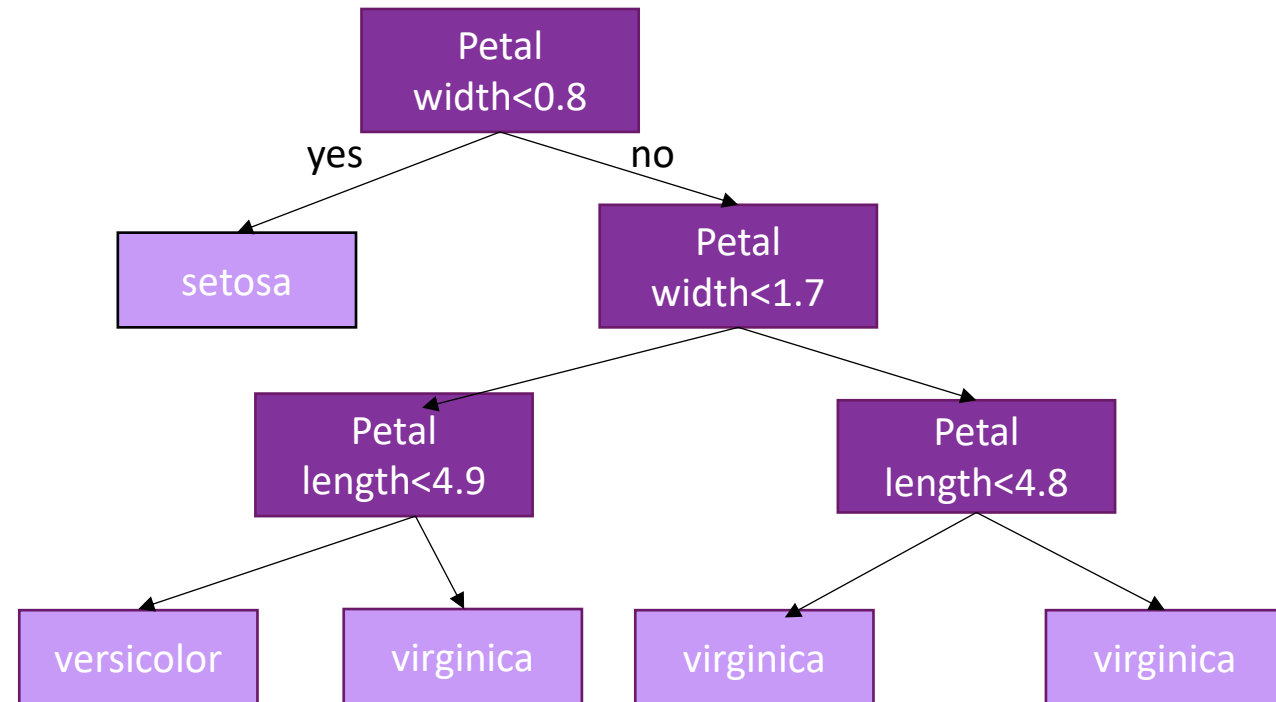 Petal
width<0.8
yes
no
setosa
Petal
width<1.7
Petal
length<4.9
Petal
length<4.8
versicolor
virginica
virginica
virginica